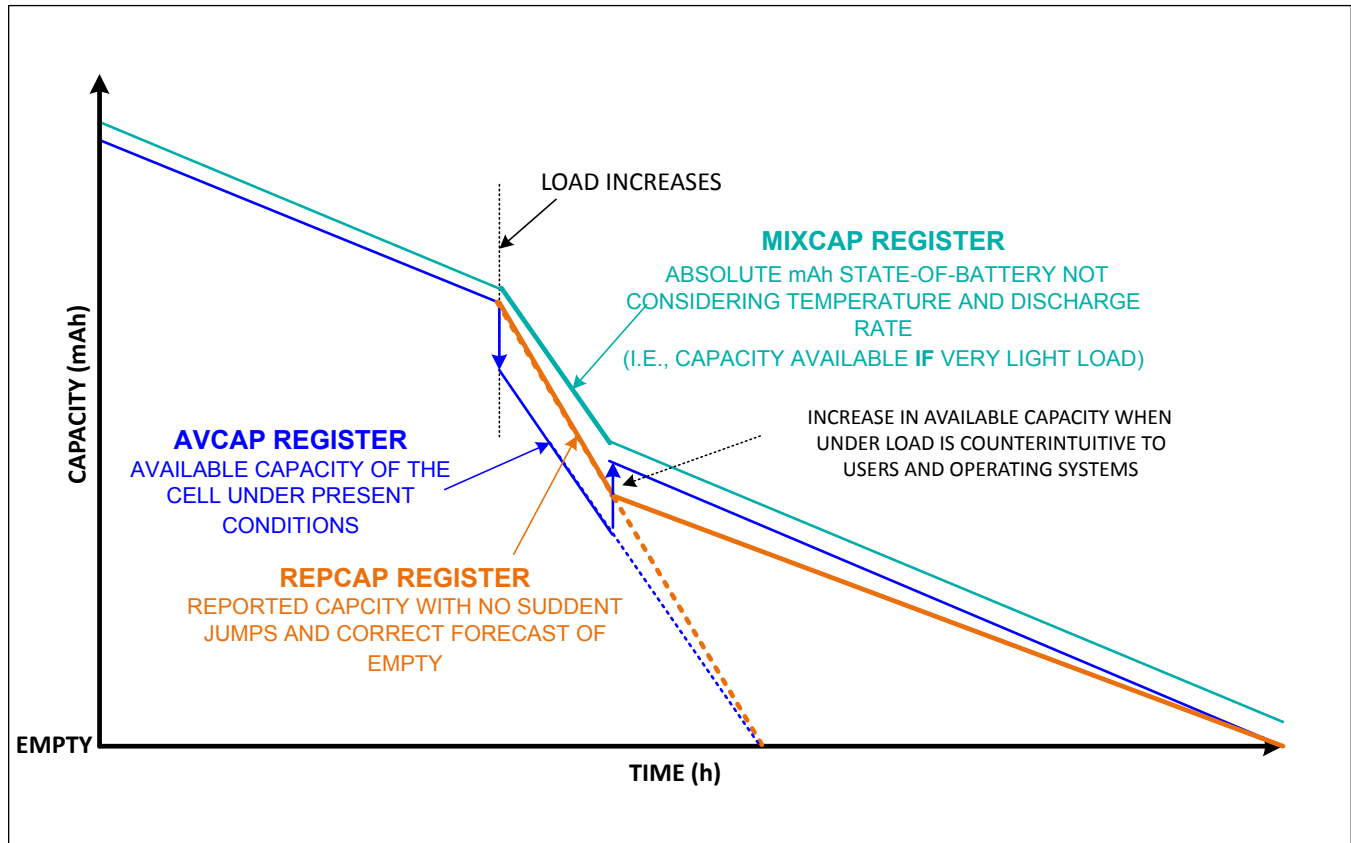 LOAD INCREASES
MIXCAP REGISTER
ABSOLUTE mAh STATE-OF-BATTERY NOT
CONSIDERING TEMPERATURE AND DISCHARGE
RATE
(I.E., CAPACITY AVAILABLE IF VERY LIGHT LOAD)
CAPACITY (mAh)
INCREASE IN AVAILABLE CAPACITY WHEN
UNDER LOAD IS COUNTERINTUITIVE TO
USERS AND OPERATING SYSTEMS
AVCAP REGISTER
AVAILABLE CAPACITY OF THE
CELL UNDER PRESENT
CONDITIONS
REPCAP REGISTER
REPORTED CAPCITY WITH NO SUDDENT
JUMPS AND CORRECT FORECAST OF
EMPTY
EMPTY
TIME (h)